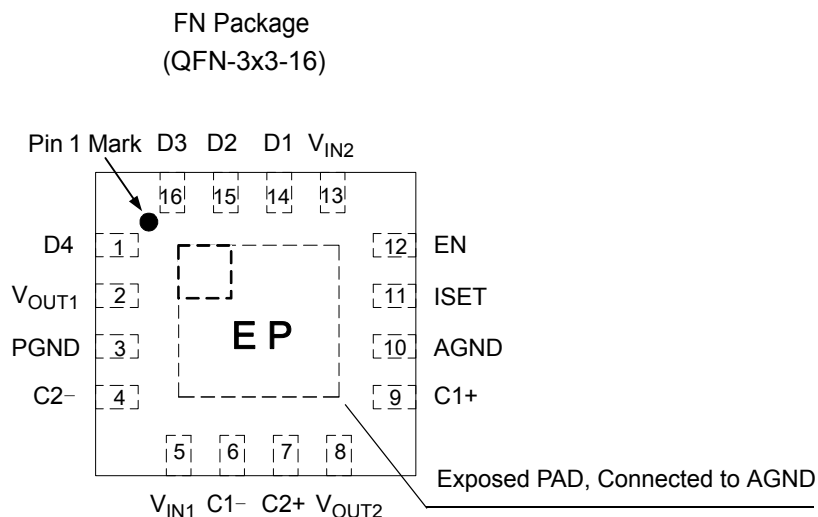 FN Package
(QFN-3x3-16)
Pin 1 Mark D3 D2 D1 VIN2
16 15 14 13
D4 1 12 EN
VOUT1 2 11 ISET
EP
PGND 3 10 AGND
C2− 4 9 C1+
5 6 7 8
Exposed PAD, Connected to AGND
VIN1 C1− C2+ VOUT2